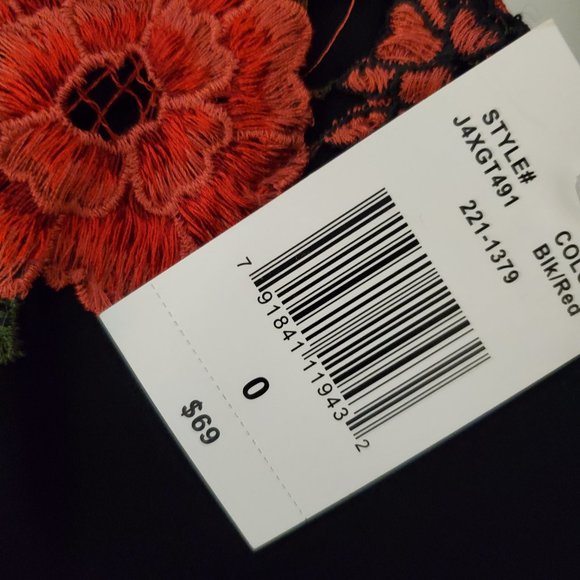 STYLE#
J4XGT491
221-1379
COL
Blk/Red
7 91841 11943 2
0
$69